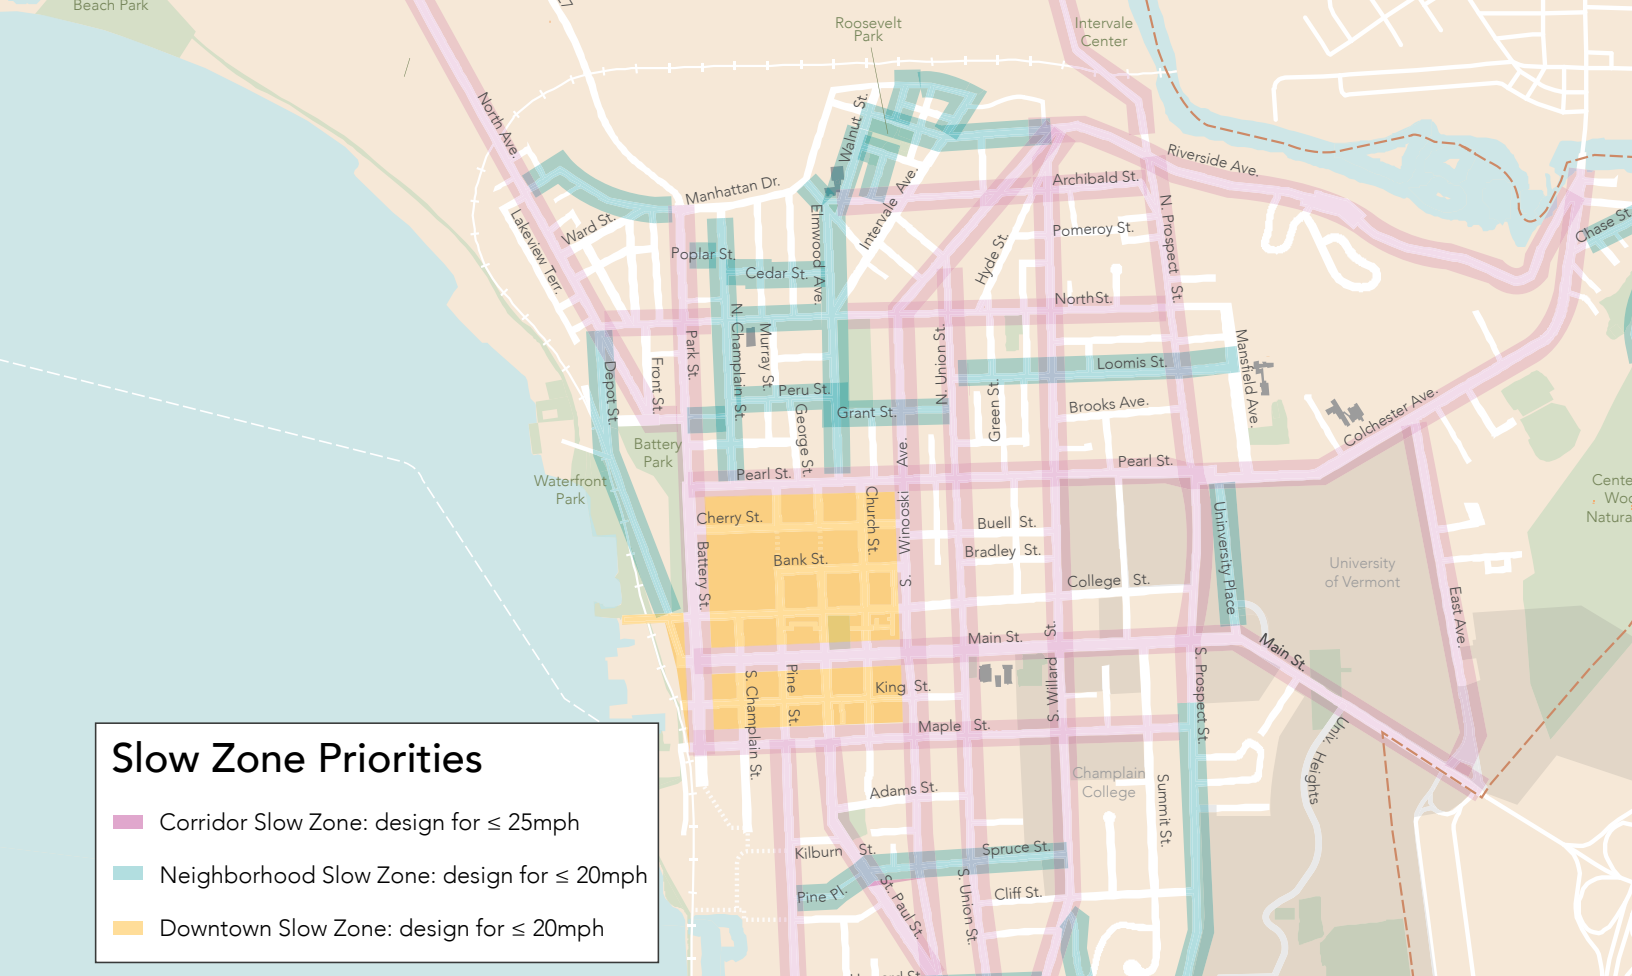 Beach Park
Roosevelt
Park
Intervale
Center
North Ave.
Walnut St.
Riverside Ave.
Manhattan Dr.
Archibald St.
Intervale Ave.
Lakeview Terr.
Ward St.
Elmwood Ave.
N. Prospect St.
Chase St.
Pomeroy St.
Poplar St.
Cedar St.
Hyde St.
North St.
N. Champlain St.
Murray St.
Park St.
N. Union St.
Mansfield Ave.
Depot St.
Front St.
Loomis St.
Peru St.
Green St.
Brooks Ave.
Grant St.
George St.
Colchester Ave.
Battery
Park
Pearl St.
Pearl St.
Waterfront
Park
Cherry St.
Church St.
S. Winooski Ave.
Buell St.
Bradley St.
Uninversity Place
Bank St.
Battery St.
College St.
University
of Vermont
East Ave.
Cente
Woo
Natura
Main St.
S. Willard St.
Main St.
S. Prospect St.
King St.
Pine St.
S. Champlain St.
Maple St.
Univ. Heights
Champlain
College
Summit St.
Adams St.
Kilburn St.
Spruce St.
Pine Pl.
St. Paul St.
S. Union St.
Cliff St.
Slow Zone Priorities
Corridor Slow Zone: design for ≤ 25mph
Neighborhood Slow Zone: design for ≤ 20mph
Downtown Slow Zone: design for ≤ 20mph